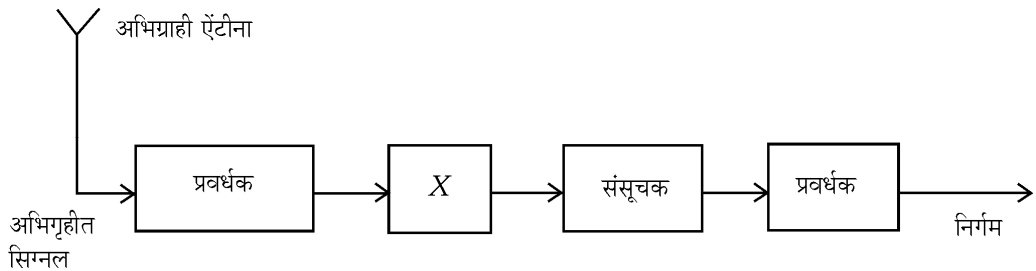 अभिग्राही ऐंटीना
प्रवर्धक
X
संसूचक
प्रवर्धक
अभिगृहीत
सिग्नल
निर्गम